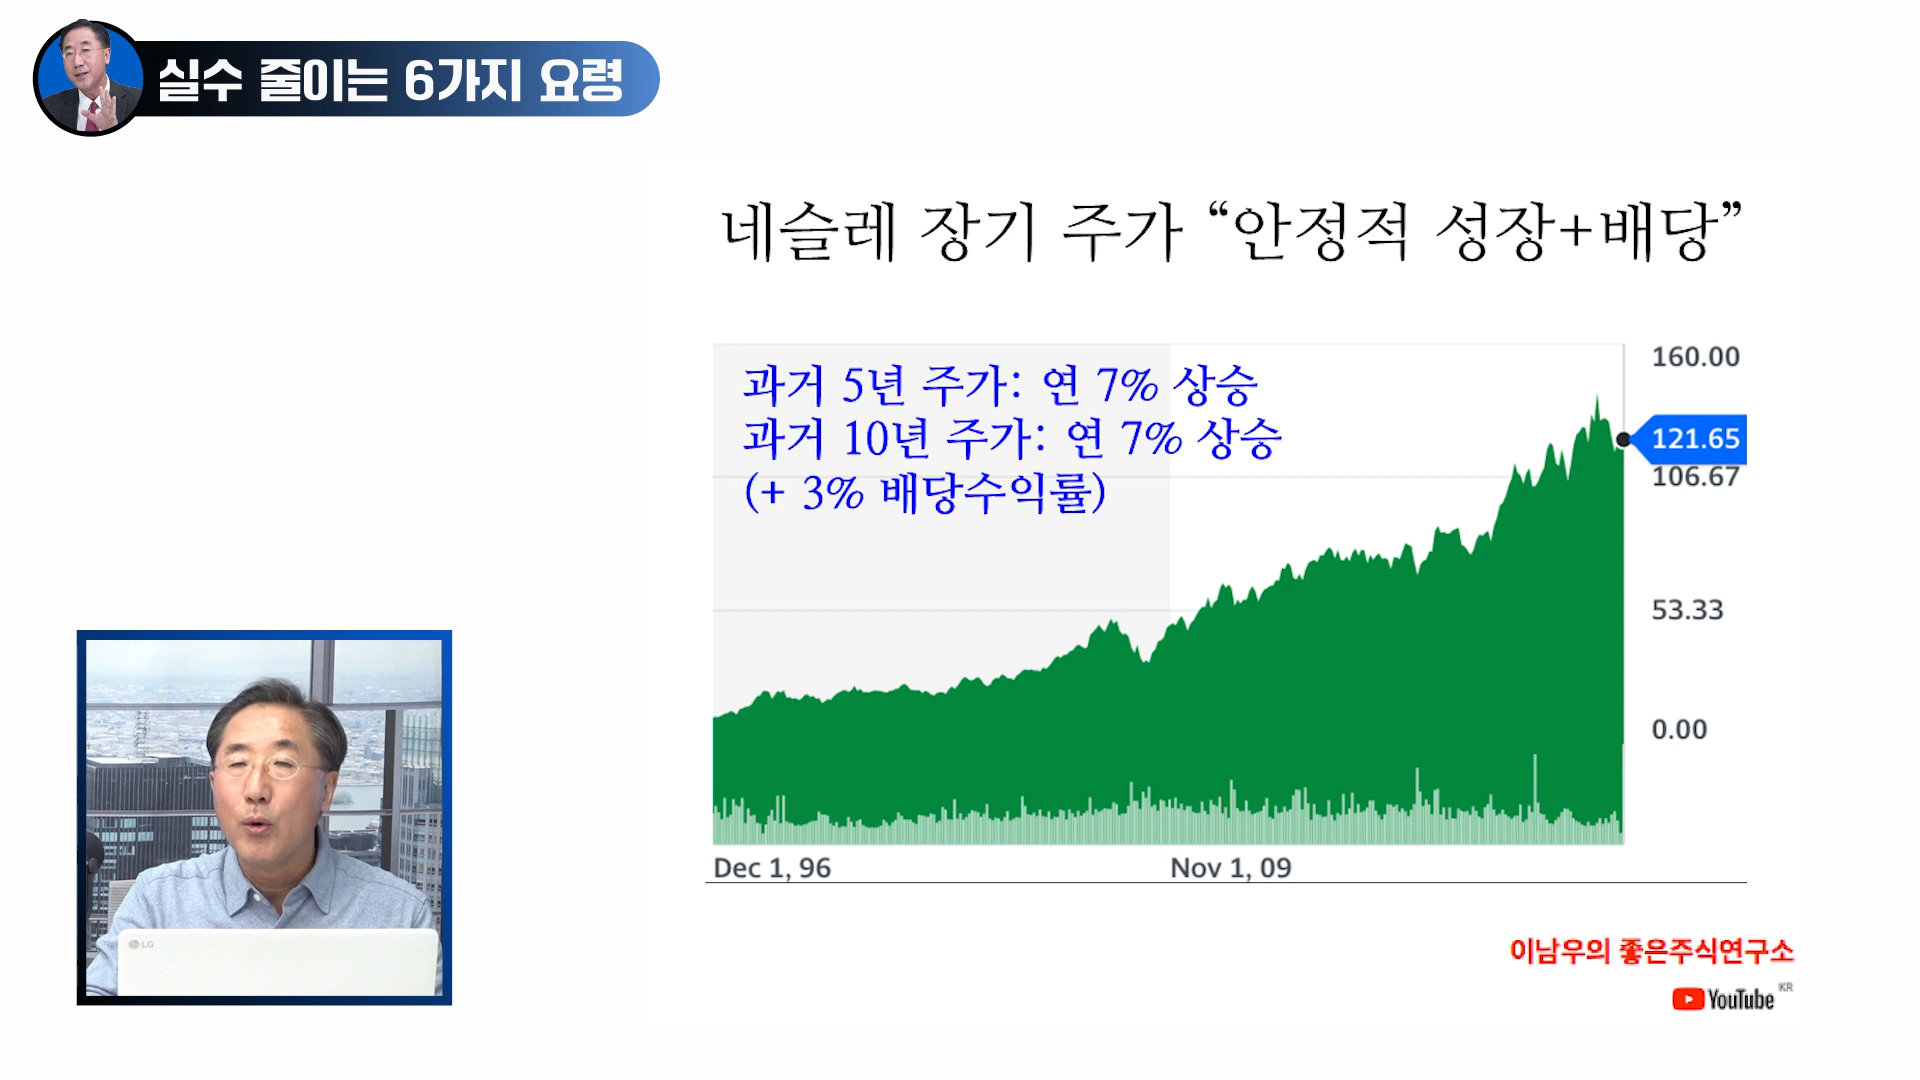 실수 줄이는 6가지 요령
네슬레 장기 주가 “안정적 성장+배당”
과거 5년 주가: 연 7% 상승
과거 10년 주가: 연 7% 상승
(+ 3% 배당수익률)
160.00
121.65
106.67
53.33
0.00
Dec 1, 96
Nov 1, 09
LG
이남우의 좋은주식연구소
YouTube KR